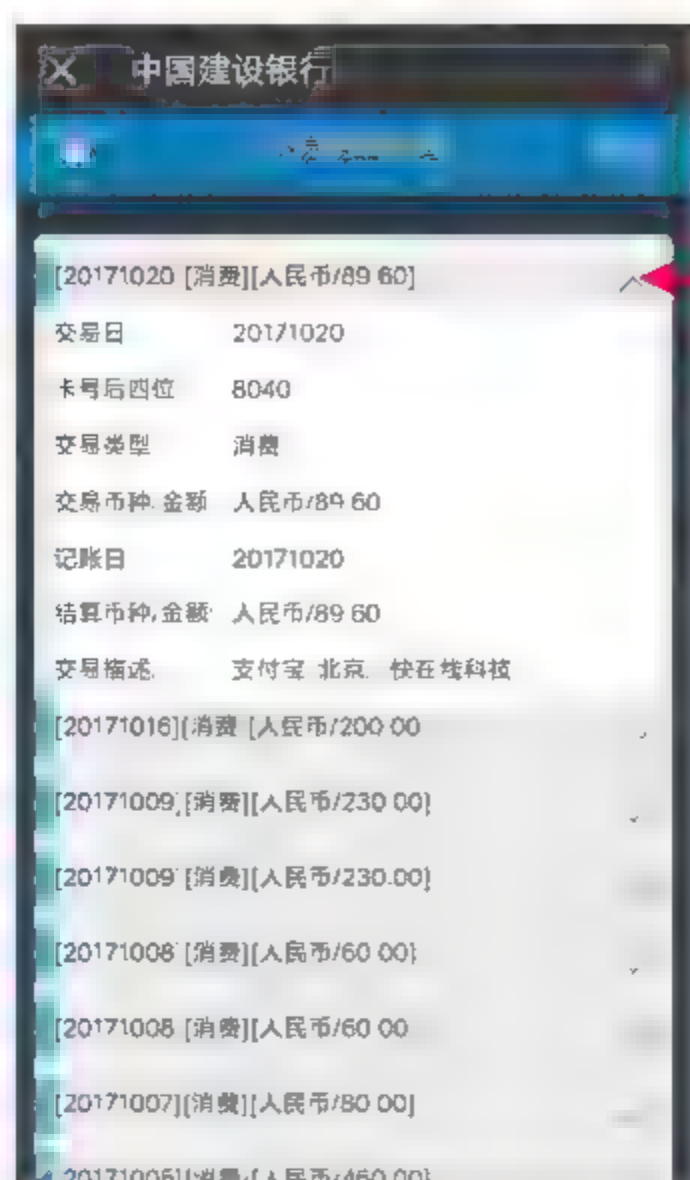 中国建设银行
[20171020 [消费][人民币/89 60]
交易日 20171020
卡号后四位 8040
交易类型 消费
交易币种.金额 人民币/89 60
记账日 20171020
结算币种,金额 人民币/89 60
交易描述. 支付宝 北京 快在线科技
[20171016][消费 [人民币/200 00
[20171009][消费][人民币/230 00]
[20171009 [消费][人民币/230.00]
[20171008 [消费][人民币/60 00]
[20171008 [消费][人民币/60 00
[20171007][消费][人民币/80 00]